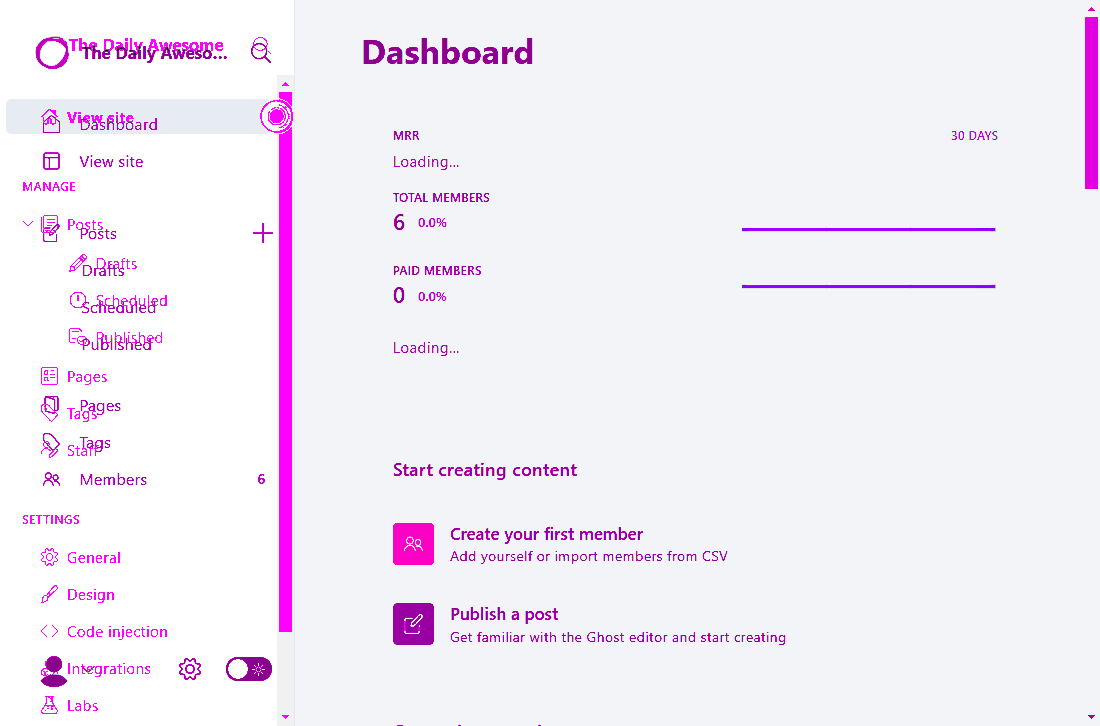 The Daily Awesome
The Daily Aweso...
View site
Dashboard
View site
MANAGE
Posts
Posts
Drafts
Drafts
Scheduled
Scheduled
Published
Published
Pages
Pages
Tags
Tags
Staff
Members 6
SETTINGS
General
Design
Code injection
Integrations
Labs
Dashboard
MRR
30 DAYS
Loading...
TOTAL MEMBERS
6 0.0%
PAID MEMBERS
0 0.0%
Loading...
Start creating content
Create your first member
Add yourself or import members from CSV
Publish a post
Get familiar with the Ghost editor and start creating